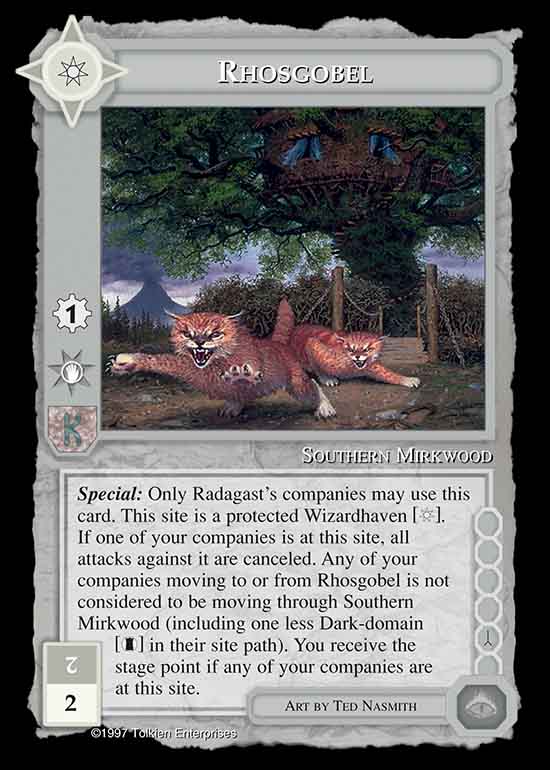 RHOSGOBEL
1
K
SOUTHERN MIRKWOOD
Special: Only Radagast's companies may use this
card. This site is a protected Wizardhaven [ ].
If one of your companies is at this site, all
attacks against it are canceled. Any of your
companies moving to or from Rhosgobel is not
considered to be moving through Southern
Mirkwood (including one less Dark-domain
[ ] in their site path). You receive the
stage point if any of your companies are
at this site.
2
2
ART BY TED NASMITH
©1997 Tolkien Enterprises